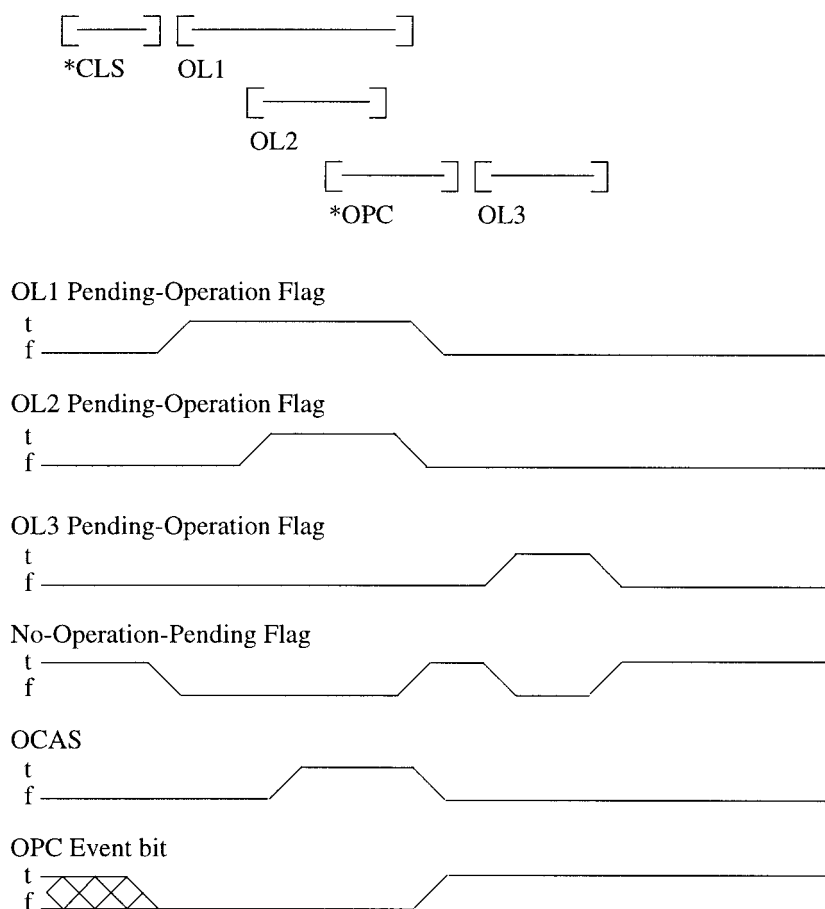 *CLS OL1
OL2
*OPC OL3
OL1 Pending-Operation Flag
t
f
OL2 Pending-Operation Flag
t
f
OL3 Pending-Operation Flag
t
f
No-Operation-Pending Flag
t
f
OCAS
t
f
OPC Event bit
t
f